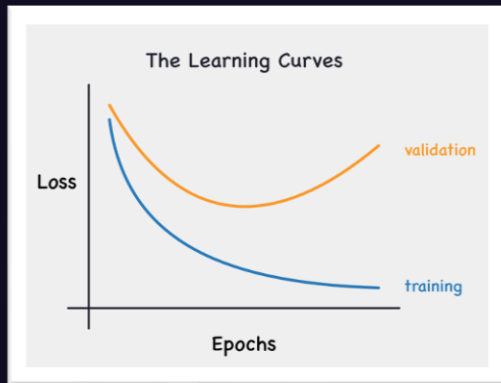 The Learning Curves
Loss
validation
training
Epochs